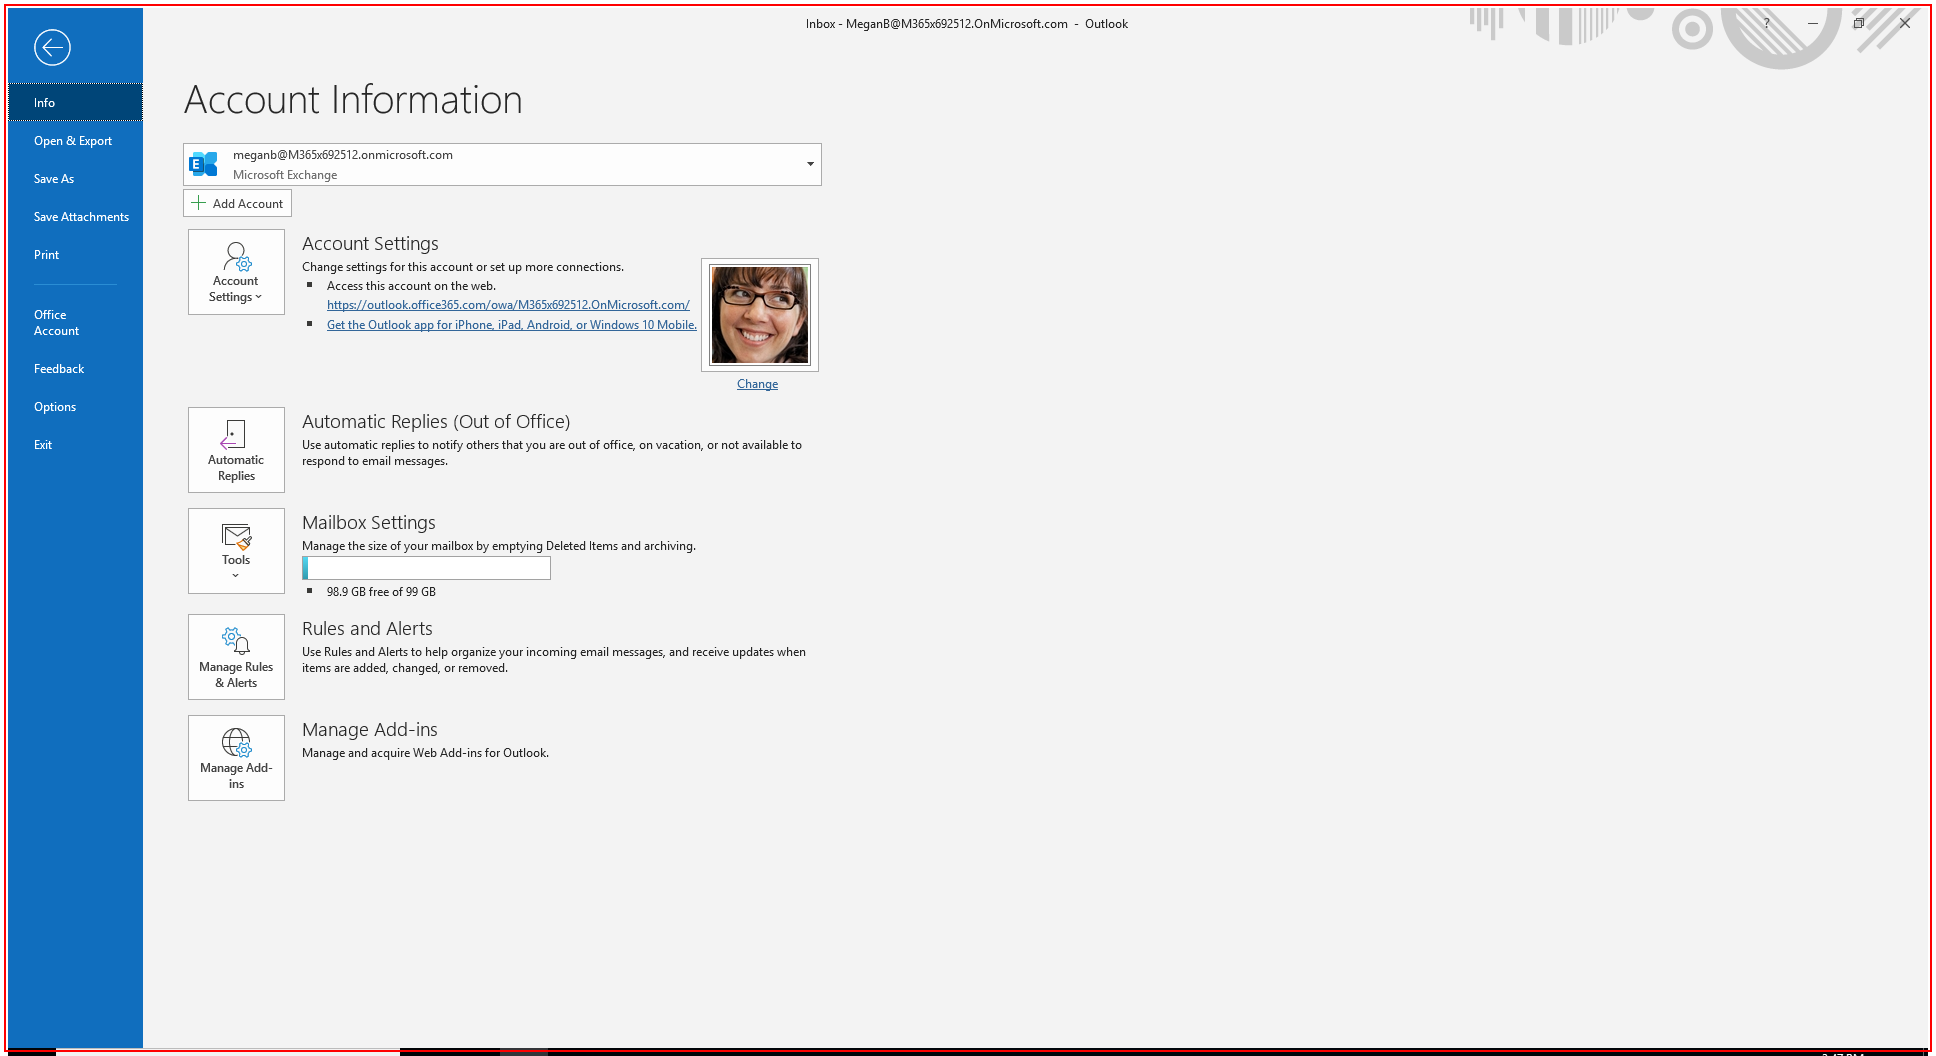 Inbox - MeganB@M365x692512.OnMicrosoft.com - Outlook
?
Info
Open & Export
Save As
Save Attachments
Print
Office
Account
Feedback
Options
Exit
Account Information
E
meganb@M365x692512.onmicrosoft.com
Microsoft Exchange
Add Account
Account
Settings
Account Settings
Change settings for this account or set up more connections.
Access this account on the web.
https://outlook.office365.com/owa/M365x692512.OnMicrosoft.com/
Get the Outlook app for iPhone, iPad, Android, or Windows 10 Mobile.
Change
Automatic
Replies
Automatic Replies (Out of Office)
Use automatic replies to notify others that you are out of office, on vacation, or not available to
respond to email messages.
Tools
Mailbox Settings
Manage the size of your mailbox by emptying Deleted Items and archiving.
98.9 GB free of 99 GB
Manage Rules
& Alerts
Rules and Alerts
Use Rules and Alerts to help organize your incoming email messages, and receive updates when
items are added, changed, or removed.
Manage Add-
ins
Manage Add-ins
Manage and acquire Web Add-ins for Outlook.